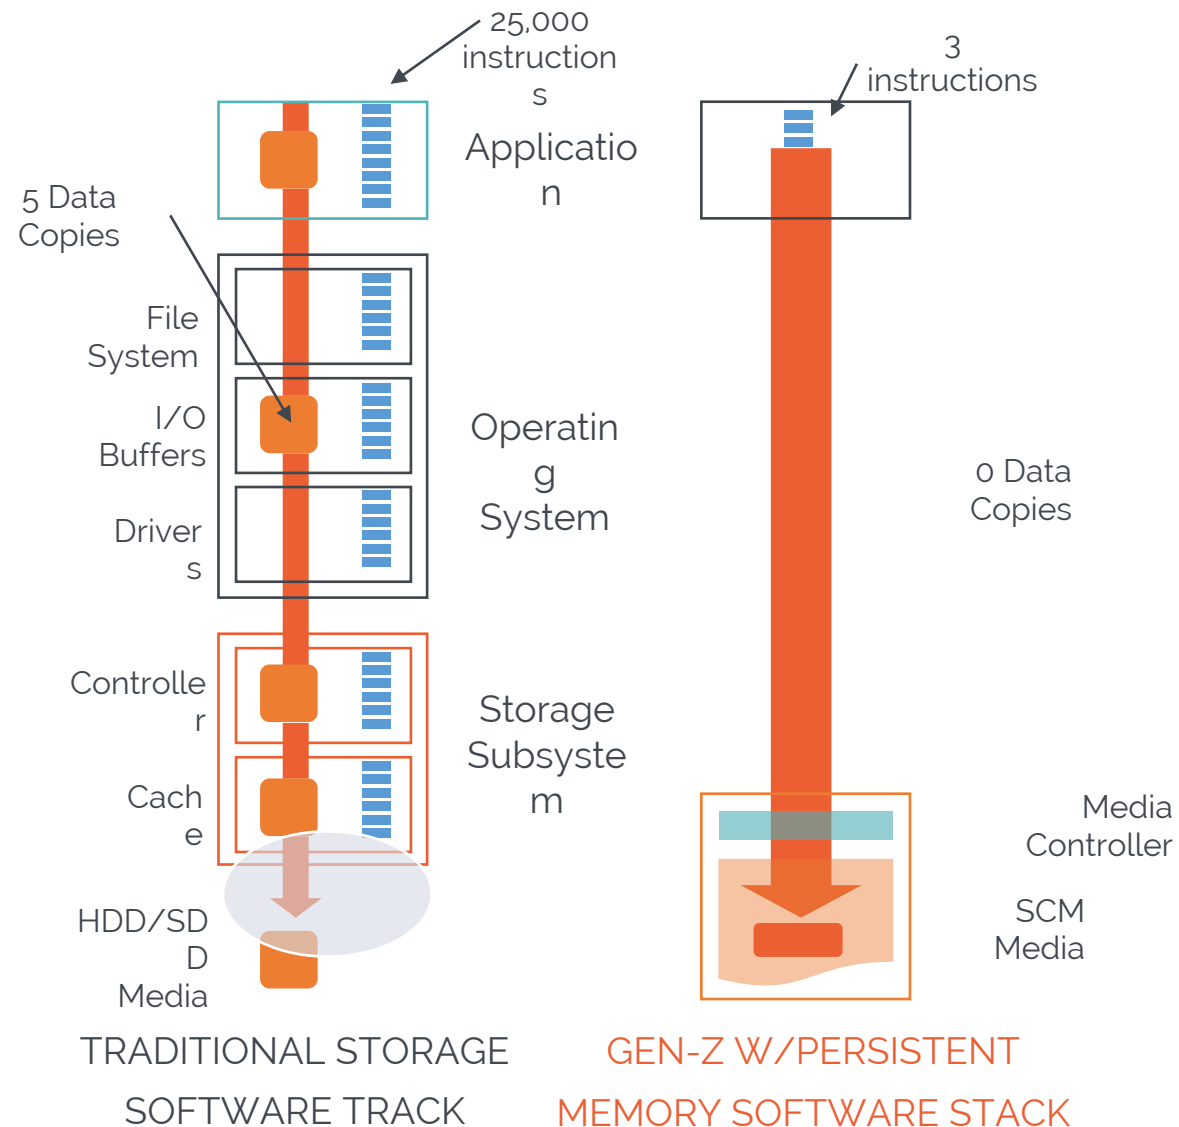 25,000
instruction
s
3
instructions
Applicatio
n
5 Data
Copies
File
System
I/O
Buffers
Driver
s
Operatin
g
System
0 Data
Copies
Controlle
r
Cach
e
Storage
Subsyste
m
Media
Controller
SCM
Media
HDD/SD
D
Media
TRADITIONAL STORAGE
SOFTWARE TRACK
GEN-Z W/PERSISTENT
MEMORY SOFTWARE STACK